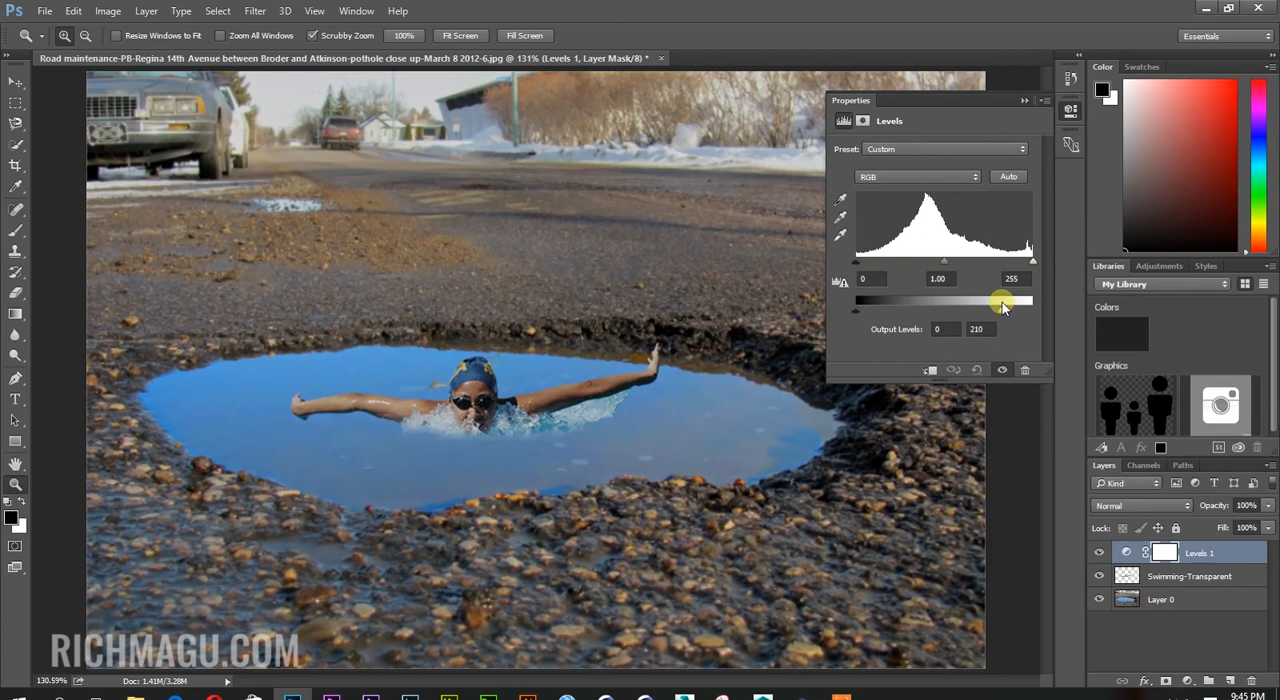 Ps File Edit Image Layer Type Select Filter 3D View Window Help
Resize Windows to Fit Zoom All Windows Scrubby Zoom 100% Fit Screen Fill Screen Essentials
Road maintenance-PB-Regina 14th Avenue between Broder and Atkinson-pothole close up-March 8 2012-6.jpg @ 131% (Levels 1, Layer Mask/8) *
Color Swatches
Properties
Levels
Preset: Custom
RGB Auto
0 1.00 255
Output Levels: 0 210
Libraries Adjustments Styles
My Library
Colors
Graphics
Layers Channels Paths
Kind
Normal Opacity: 100%
Lock: Fill: 100%
Levels 1
Swimming-Transparent
Layer 0
RICHMAGU.COM
130.59% Doc: 1.41M/3.28M
9:45 PM